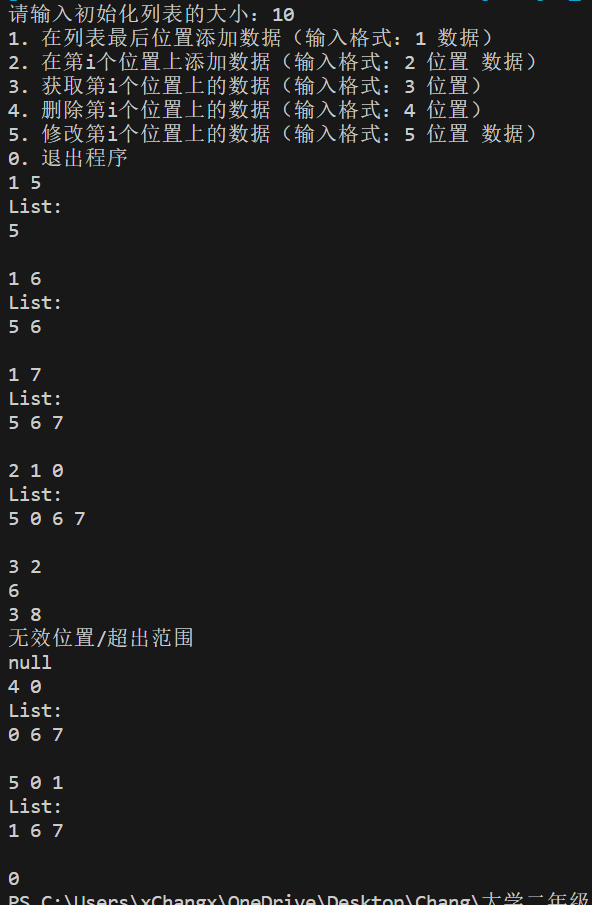 请输入初始化列表的大小：10
1. 在列表最后位置添加数据（输入格式：1 数据）
2. 在第i个位置上添加数据（输入格式：2 位置 数据）
3. 获取第i个位置上的数据（输入格式：3 位置）
4. 删除第i个位置上的数据（输入格式：4 位置）
5. 修改第i个位置上的数据（输入格式：5 位置 数据）
0. 退出程序
1 5
List:
5
1 6
List:
5 6
1 7
List:
5 6 7
2 1 0
List:
5 0 6 7
3 2
6
3 8
无效位置/超出范围
null
4 0
List:
0 6 7
5 0 1
List:
1 6 7
0
PS C:\Users\xChangx\OneDrive\Desktop\Chang\大学二年级